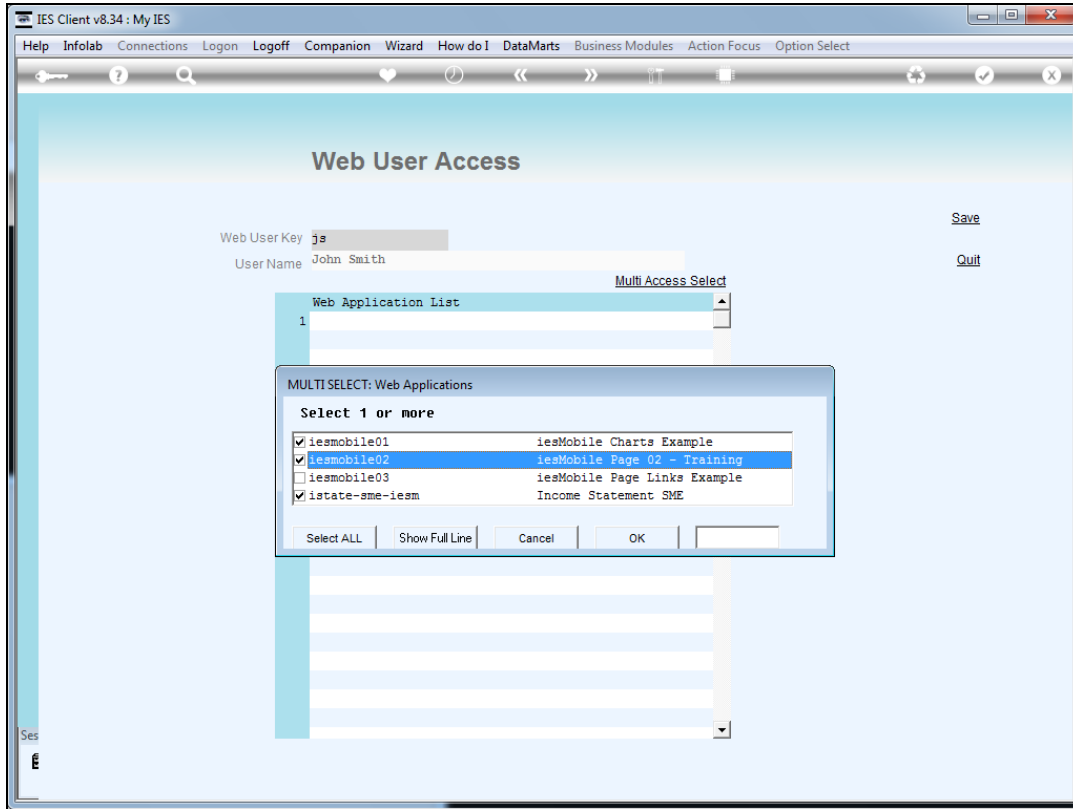 IES Client v8.34 : My IES
Help Infolab Connections Logon Logoff Companion Wizard How do I DataMarts Business Modules Action Focus Option Select
Web User Access
Save
Web User Key js
User Name John Smith
Quit
Multi Access Select
Web Application List
1
MULTI SELECT: Web Applications
Select 1 or more
iesmobile01 iesMobile Charts Example
iesmobile02 iesMobile Page 02 - Training
iesmobile03 iesMobile Page Links Example
istate-sme-iesm Income Statement SME
Select ALL Show Full Line Cancel OK
Ses